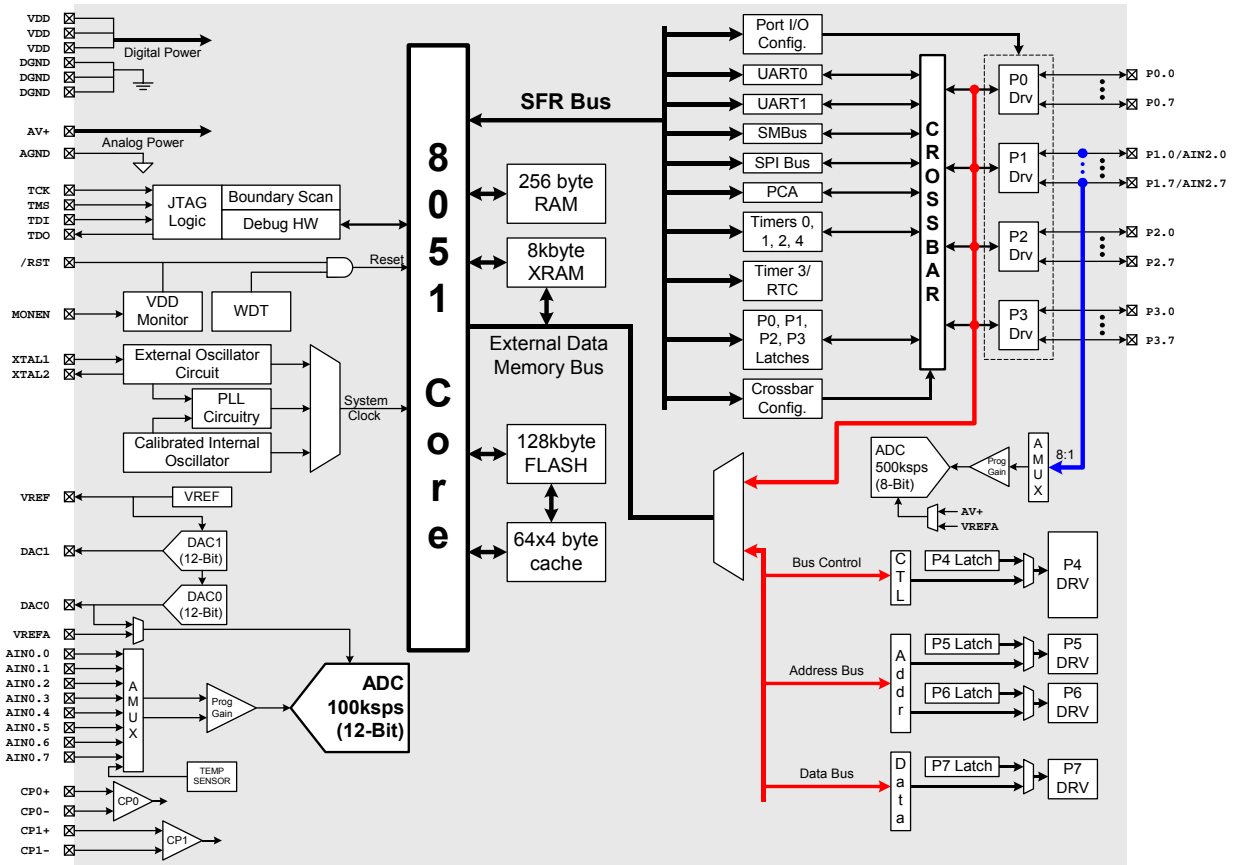 VDD
VDD
VDD
Digital Power
DGND
DGND
DGND
AV+
Analog Power
AGND
TCK
TMS
TDI
TDO
JTAG
Logic
Boundary Scan
Debug HW
/RST
Reset
MONEN
VDD
Monitor
WDT
XTAL1
XTAL2
External Oscillator
Circuit
PLL
Circuitry
Calibrated Internal
Oscillator
System
Clock
VREF
VREF
DAC1
DAC1
(12-Bit)
DAC0
DAC0
(12-Bit)
VREFA
AIN0.0
AIN0.1
AIN0.2
AIN0.3
AIN0.4
AIN0.5
AIN0.6
AIN0.7
AMUX
Prog
Gain
ADC
100ksps
(12-Bit)
TEMP
SENSOR
CP0+
CP0-
CP0
CP1+
CP1-
CP1
8051 Core
SFR Bus
256 byte
RAM
8kbyte
XRAM
External Data
Memory Bus
128kbyte
FLASH
64x4 byte
cache
Port I/O
Config.
UART0
UART1
SMBus
SPI Bus
PCA
Timers 0,
1, 2, 4
Timer 3/
RTC
P0, P1,
P2, P3
Latches
Crossbar
Config.
CROSSBAR
P0
Drv
P1
Drv
P2
Drv
P3
Drv
P0.0
P0.7
P1.0/AIN2.0
P1.7/AIN2.7
P2.0
P2.7
P3.0
P3.7
ADC
500ksps
(8-Bit)
Prog
Gain
AMUX
8:1
AV+
VREFA
Bus Control
CTL
P4 Latch
P4
DRV
Address Bus
Addr
P5 Latch
P5
DRV
P6 Latch
P6
DRV
Data Bus
Data
P7 Latch
P7
DRV